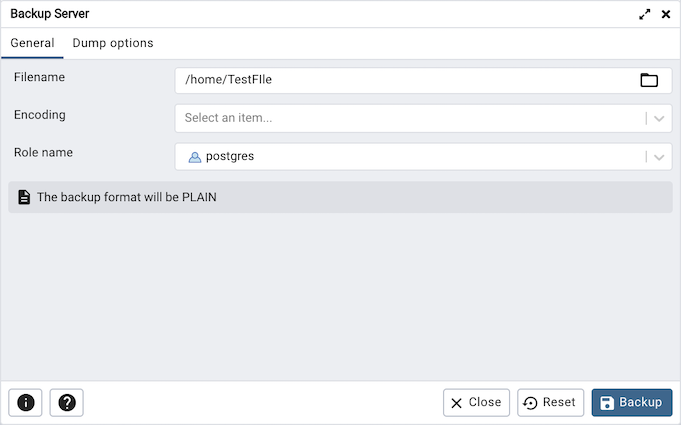 Backup Server
General Dump options
Filename /home/TestFIle
Encoding Select an item...
Role name postgres
The backup format will be PLAIN
Close Reset Backup